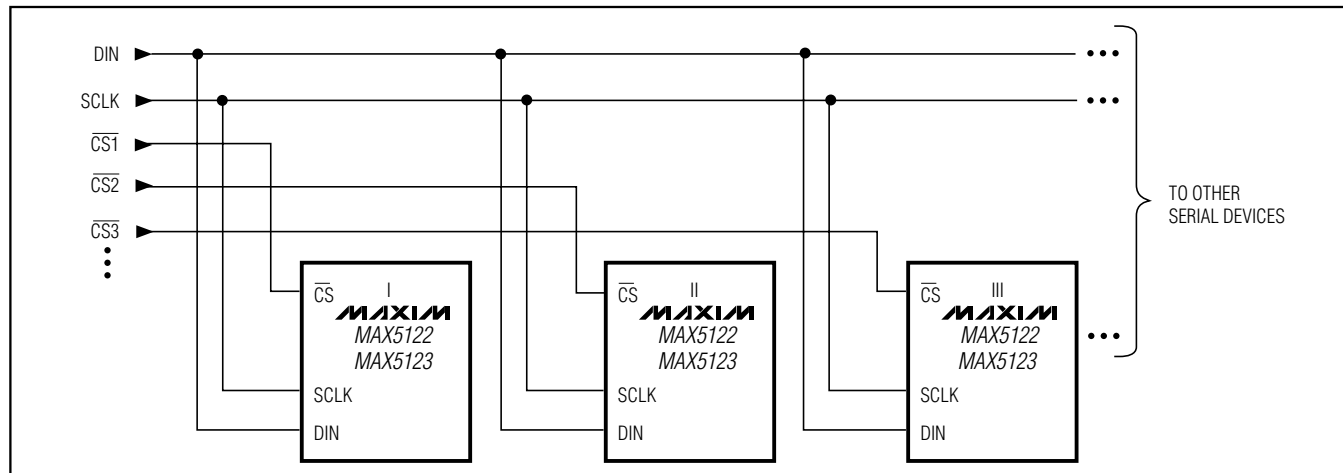 DIN
SCLK
CS1
CS2
CS3
TO OTHER
SERIAL DEVICES
CS I
MAXIM
MAX5122
MAX5123
SCLK
DIN
CS II
MAXIM
MAX5122
MAX5123
SCLK
DIN
CS III
MAXIM
MAX5122
MAX5123
SCLK
DIN